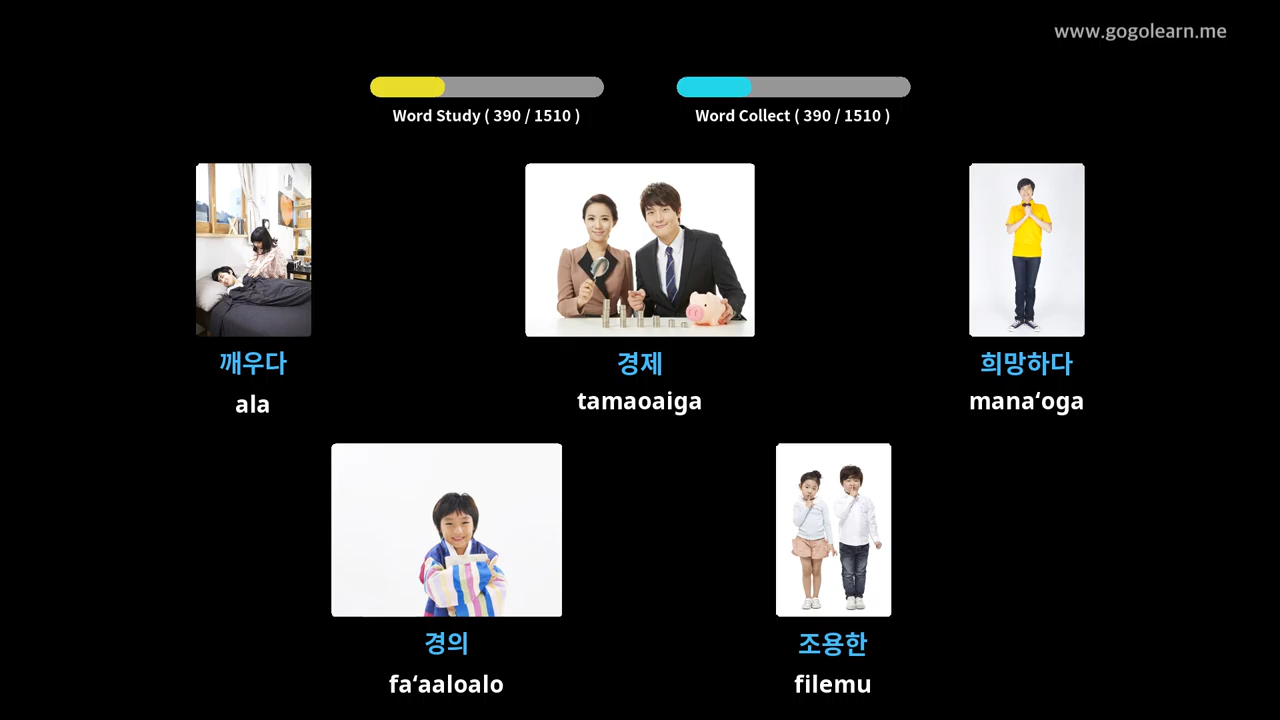 www.gogolearn.me
Word Study ( 390 / 1510 )
Word Collect ( 390 / 1510 )
깨우다
경제
희망하다
ala
tamaoaiga
mana‘oga
경의
조용한
fa‘aaloalo
filemu